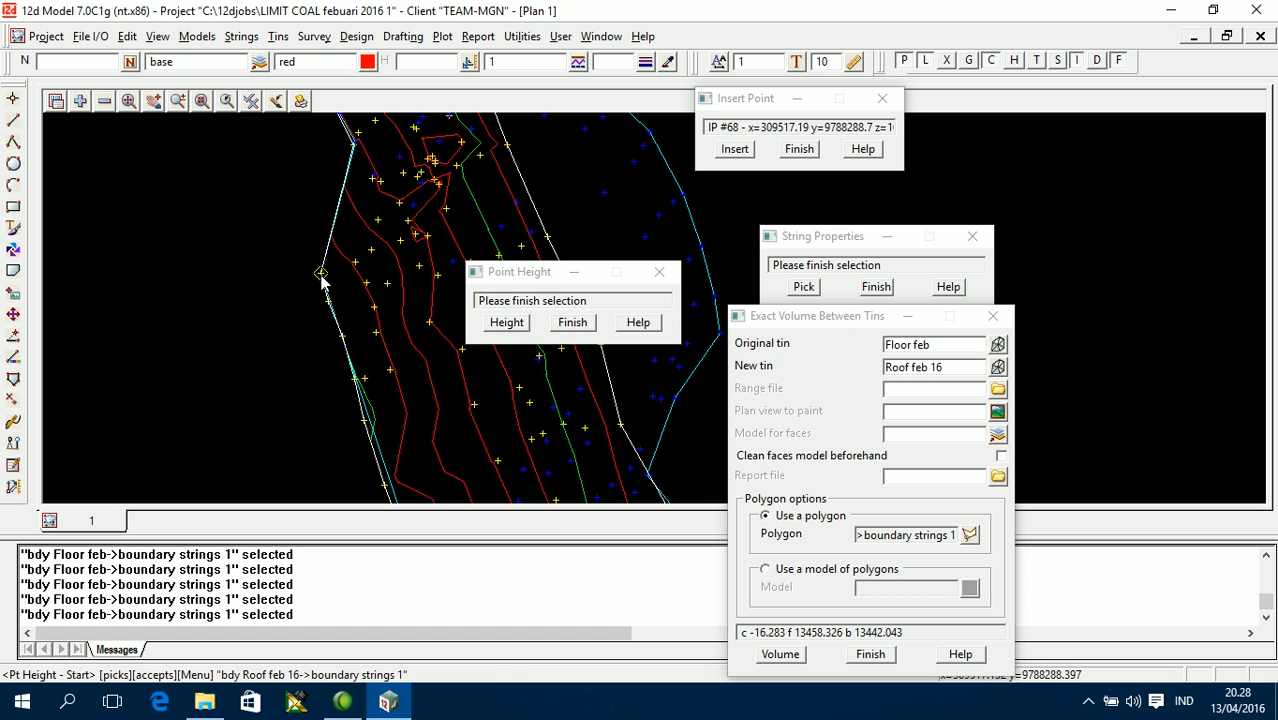 12d Model 7.0C1g (nt.x86) - Project "C:\12djobs\LIMIT COAL febuari 2016 1" - Client "TEAM-MGN" - [Plan 1]
Project File I/O Edit View Models Strings Tins Survey Design Drafting Plot Report Utilities User Window Help
N base red H 1 1 10 P L X G C H T S I D F
Insert Point
IP #68 - x=309517.19 y=9788288.7 z=1
Insert Finish Help
String Properties
Please finish selection
Pick Finish Help
Point Height
Please finish selection
Height Finish Help
Exact Volume Between Tins
Original tin Floor feb
New tin Roof feb 16
Range file
Plan view to paint
Model for faces
Clean faces model beforehand
Report file
Polygon options
Use a polygon
Polygon >boundary strings 1
Use a model of polygons
Model
c -16.283 f 13458.326 b 13442.043
Volume Finish Help
1
"bdy Floor feb->boundary strings 1" selected
"bdy Floor feb->boundary strings 1" selected
"bdy Floor feb->boundary strings 1" selected
"bdy Floor feb->boundary strings 1" selected
"bdy Floor feb->boundary strings 1" selected
Messages
<Pt Height - Start> [picks][accepts][Menu] "bdy Roof feb 16->boundary strings 1"
y=9788288.397
IND
20.28
13/04/2016